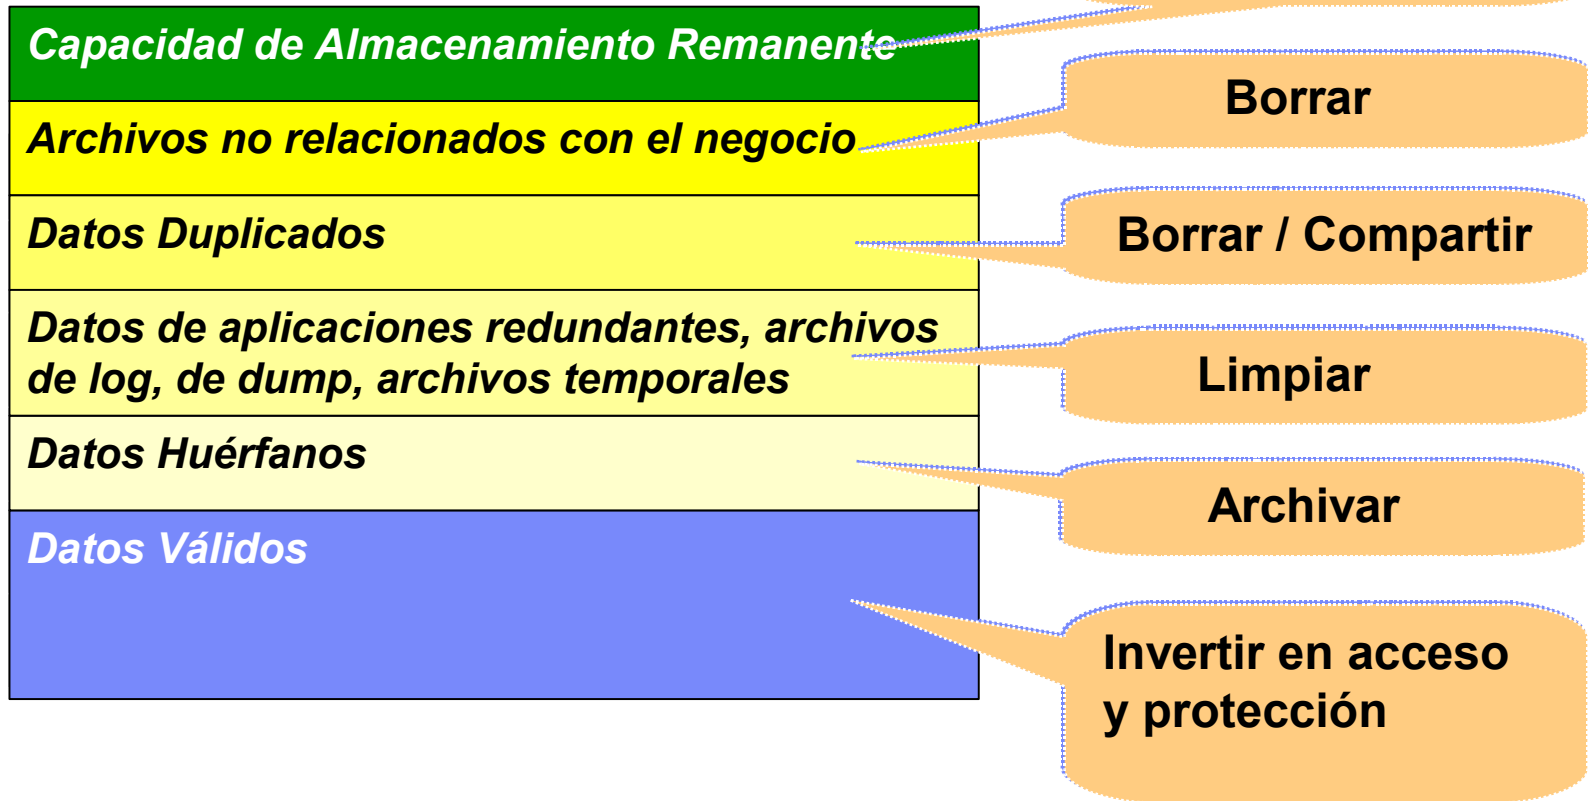 Capacidad de Almacenamiento Remanente
Borrar
Archivos no relacionados con el negocio
Datos Duplicados
Borrar / Compartir
Datos de aplicaciones redundantes, archivos
de log, de dump, archivos temporales
Limpiar
Datos Huérfanos
Archivar
Datos Válidos
Invertir en acceso
y protección